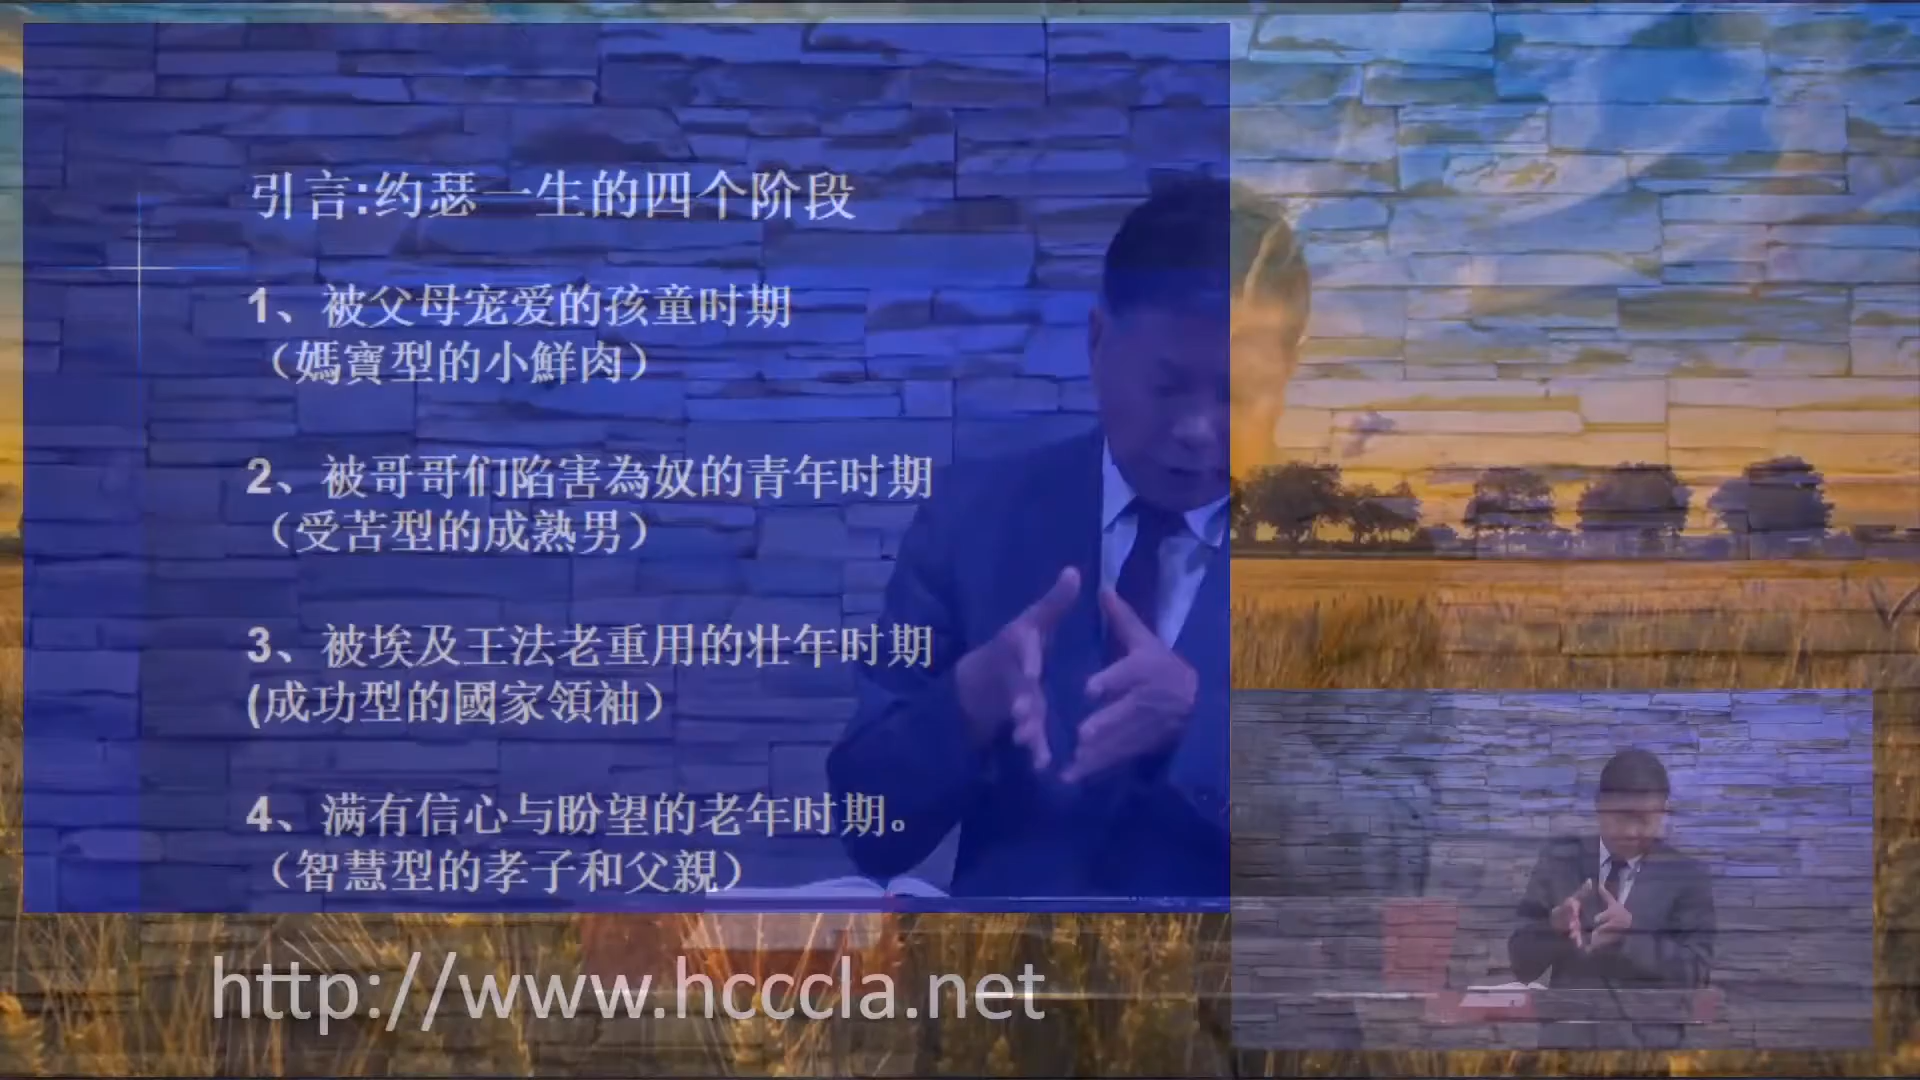 引言:约瑟一生的四个阶段
1、被父母宠爱的孩童时期
（媽寶型的小鮮肉）
2、被哥哥们陷害為奴的青年时期
（受苦型的成熟男）
3、被埃及王法老重用的壮年时期
(成功型的國家領袖）
4、满有信心与盼望的老年时期。
（智慧型的孝子和父親）
http://www.hcccla.net